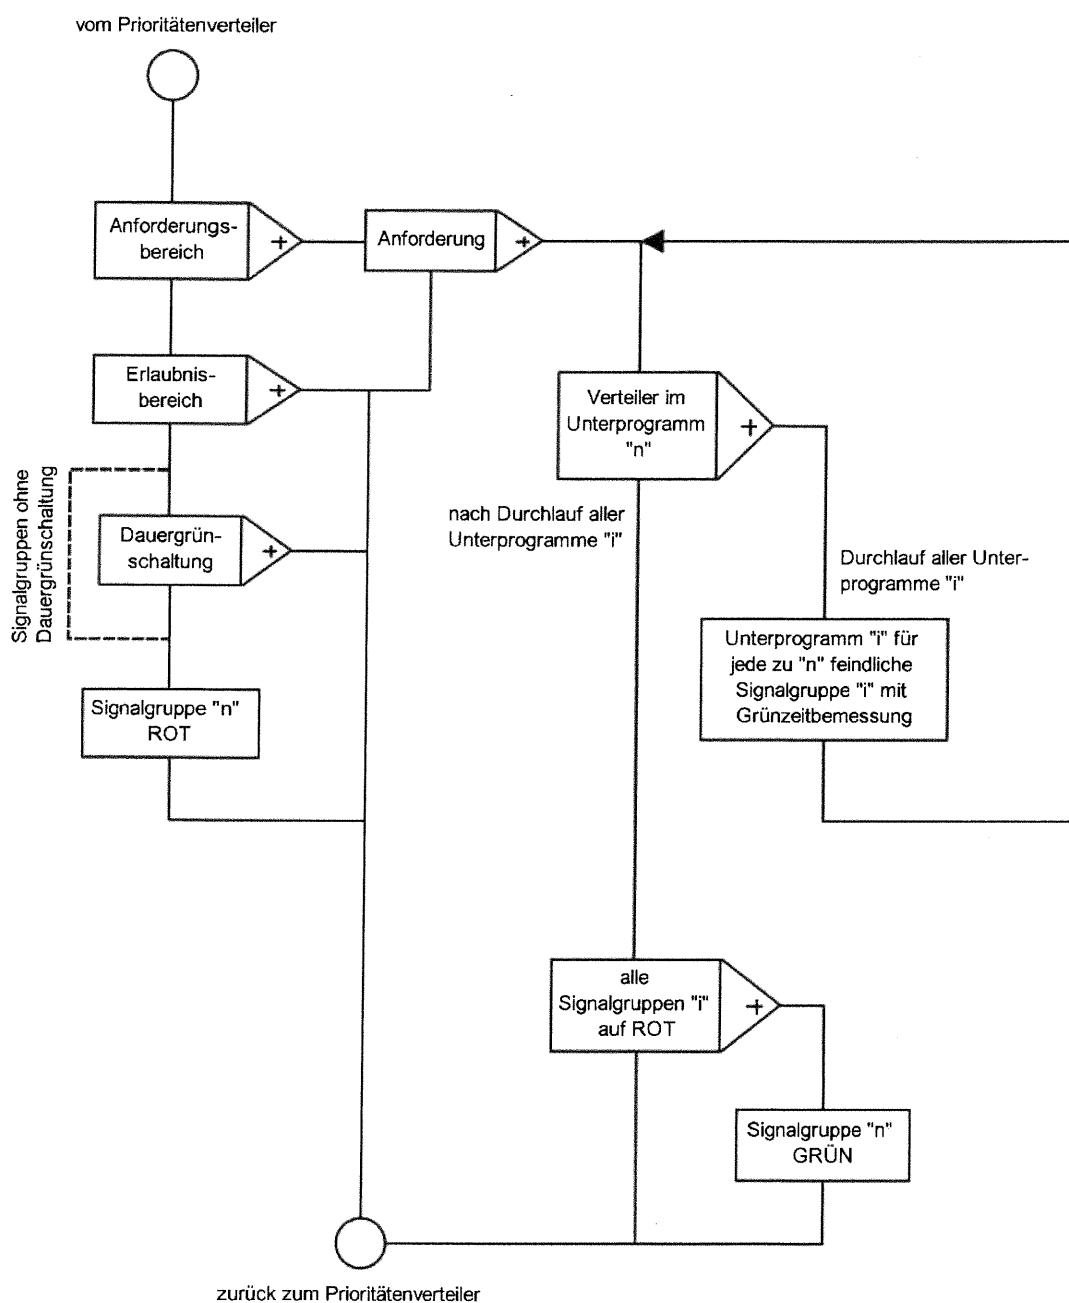 vom Prioritätenverteiler
Anforderungs-
bereich
+
Anforderung
+
Erlaubnis-
bereich
+
Verteiler im
Unterprogramm
"n"
+
Signalgruppen ohne
Dauergrünschaltung
Dauergrün-
schaltung
+
nach Durchlauf aller
Unterprogramme "i"
Durchlauf aller Unter-
programme "i"
Unterprogramm "i" für
jede zu "n" feindliche
Signalgruppe "i" mit
Grünzeitbemessung
Signalgruppe "n"
ROT
alle
Signalgruppen "i"
auf ROT
+
Signalgruppe "n"
GRÜN
zurück zum Prioritätenverteiler